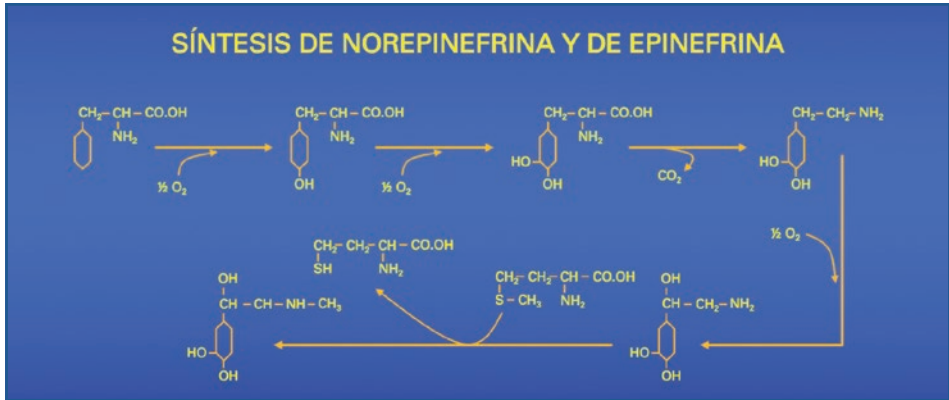 SÍNTESIS DE NOREPINEFRINA Y DE EPINEFRINA
CH₂– CH – CO.OH
NH₂
½ O₂
CH₂– CH – CO.OH
NH₂
OH
½ O₂
CH₂– CH – CO.OH
NH₂
HO
OH
CO₂
CH₂– CH₂– NH₂
HO
OH
½ O₂
CH₂– CH₂– CH – CO.OH
SH
NH₂
CH₂– CH₂– CH – CO.OH
S – CH₃
NH₂
OH
CH – CH – NH – CH₃
HO
OH
OH
CH – CH₂– NH₂
HO
OH